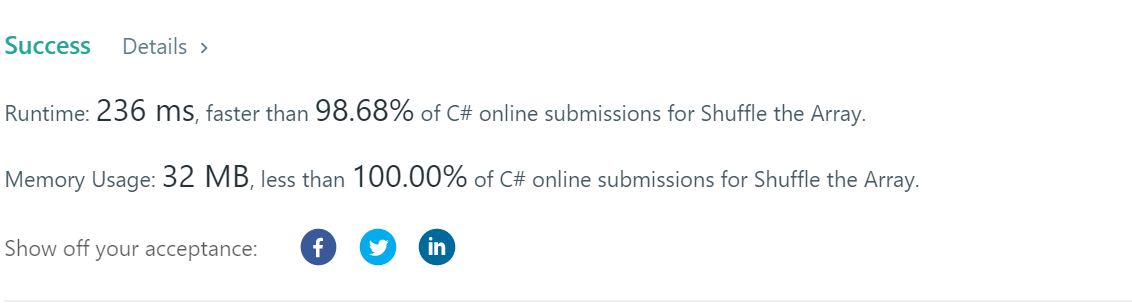 Success Details >
Runtime: 236 ms, faster than 98.68% of C# online submissions for Shuffle the Array.
Memory Usage: 32 MB, less than 100.00% of C# online submissions for Shuffle the Array.
Show off your acceptance: f in